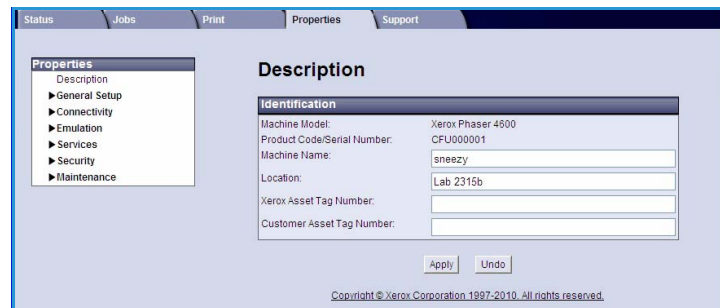 Status Jobs Print Properties Support
Properties
Description
General Setup
Connectivity
Emulation
Services
Security
Maintenance
Description
Identification
Machine Model: Xerox Phaser 4600
Product Code/Serial Number: CFU000001
Machine Name: sneezy
Location: Lab 2315b
Xerox Asset Tag Number:
Customer Asset Tag Number:
Apply Undo
Copyright © Xerox Corporation 1997-2010. All rights reserved.